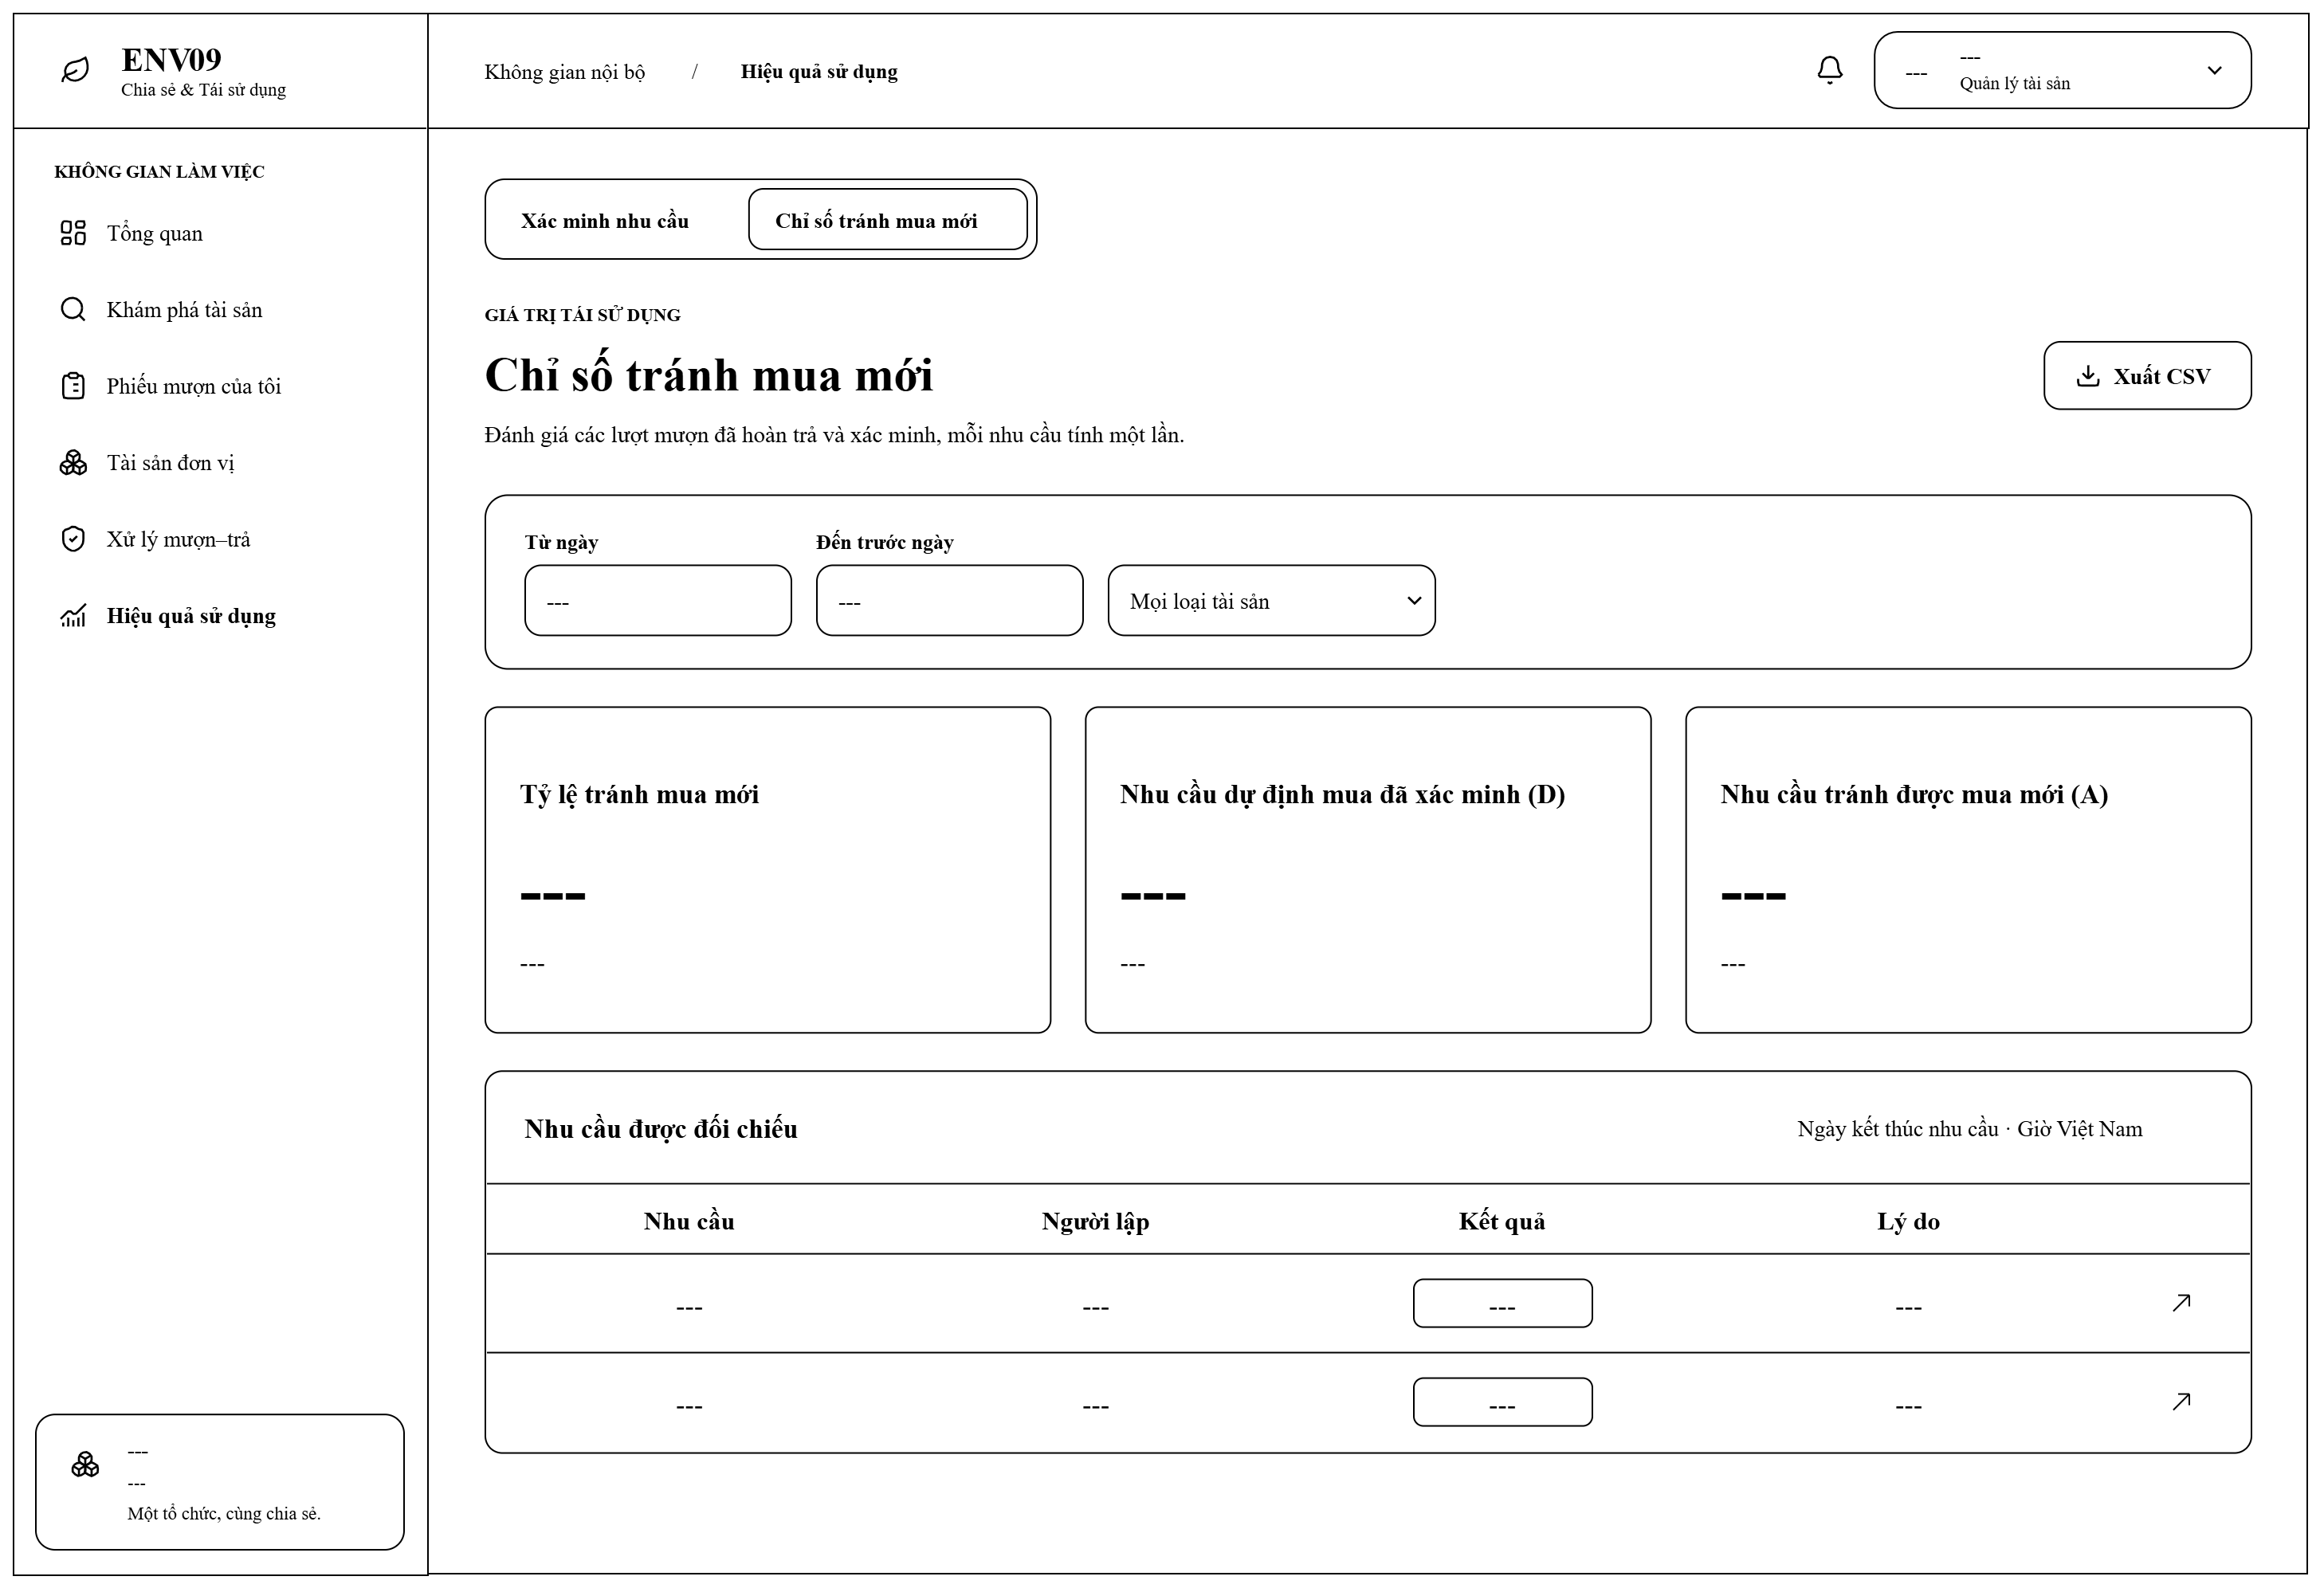 ENV09
Chia sẻ & Tái sử dụng
Không gian nội bộ / Hiệu quả sử dụng
---
---
Quản lý tài sản
KHÔNG GIAN LÀM VIỆC
Tổng quan
Khám phá tài sản
Phiếu mượn của tôi
Tài sản đơn vị
Xử lý mượn–trả
Hiệu quả sử dụng
---
---
Một tổ chức, cùng chia sẻ.
Xác minh nhu cầu
Chỉ số tránh mua mới
GIÁ TRỊ TÁI SỬ DỤNG
Chỉ số tránh mua mới
Xuất CSV
Đánh giá các lượt mượn đã hoàn trả và xác minh, mỗi nhu cầu tính một lần.
Từ ngày
Đến trước ngày
---
---
Mọi loại tài sản
Tỷ lệ tránh mua mới
---
---
Nhu cầu dự định mua đã xác minh (D)
---
---
Nhu cầu tránh được mua mới (A)
---
---
Nhu cầu được đối chiếu
Ngày kết thúc nhu cầu · Giờ Việt Nam
Nhu cầu Người lập Kết quả Lý do
--- --- --- ---
--- --- --- ---